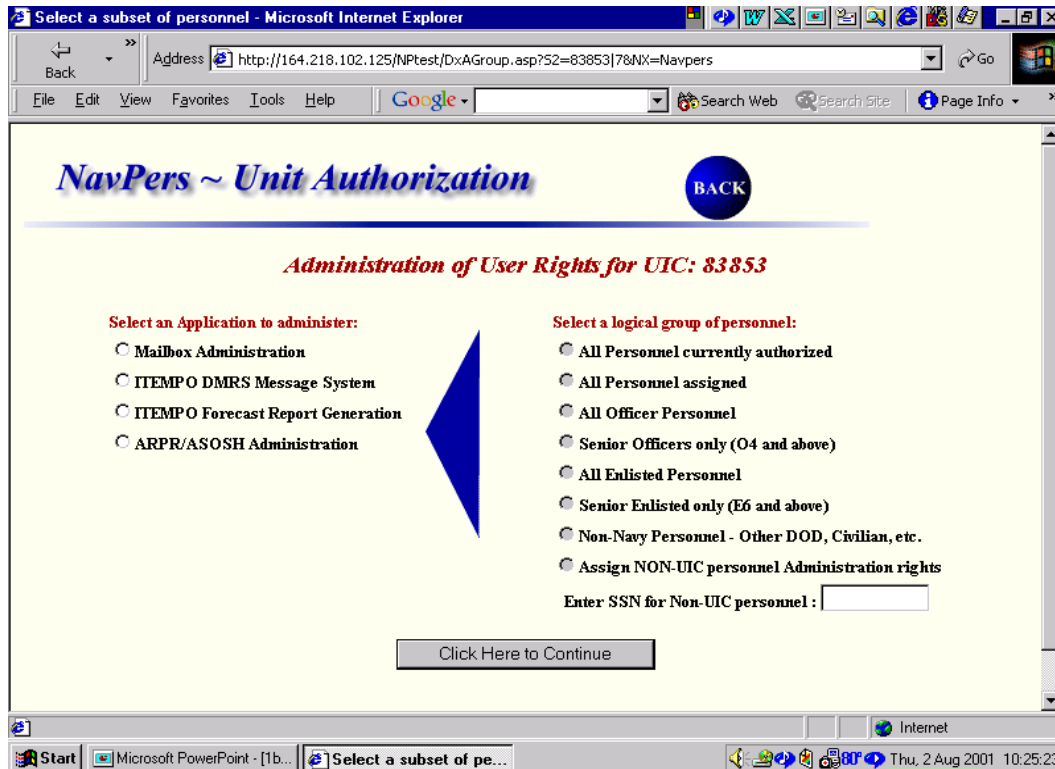 Select a subset of personnel - Microsoft Internet Explorer
Back
»
Address http://164.218.102.125/NPtest/DxAGroup.asp?S2=83853|7&NX=Navpers
Go
File Edit View Favorites Tools Help Google Search Web Search Site Page Info »
NavPers ~ Unit Authorization
BACK
Administration of User Rights for UIC: 83853
Select an Application to administer:
Mailbox Administration
ITEMPO DMRS Message System
ITEMPO Forecast Report Generation
ARPR/ASOSH Administration
Select a logical group of personnel:
All Personnel currently authorized
All Personnel assigned
All Officer Personnel
Senior Officers only (O4 and above)
All Enlisted Personnel
Senior Enlisted only (E6 and above)
Non-Navy Personnel - Other DOD, Civilian, etc.
Assign NON-UIC personnel Administration rights
Enter SSN for Non-UIC personnel :
Click Here to Continue
Internet
Start Microsoft PowerPoint - [1b... Select a subset of pe... 80° Thu, 2 Aug 2001 10:25:23